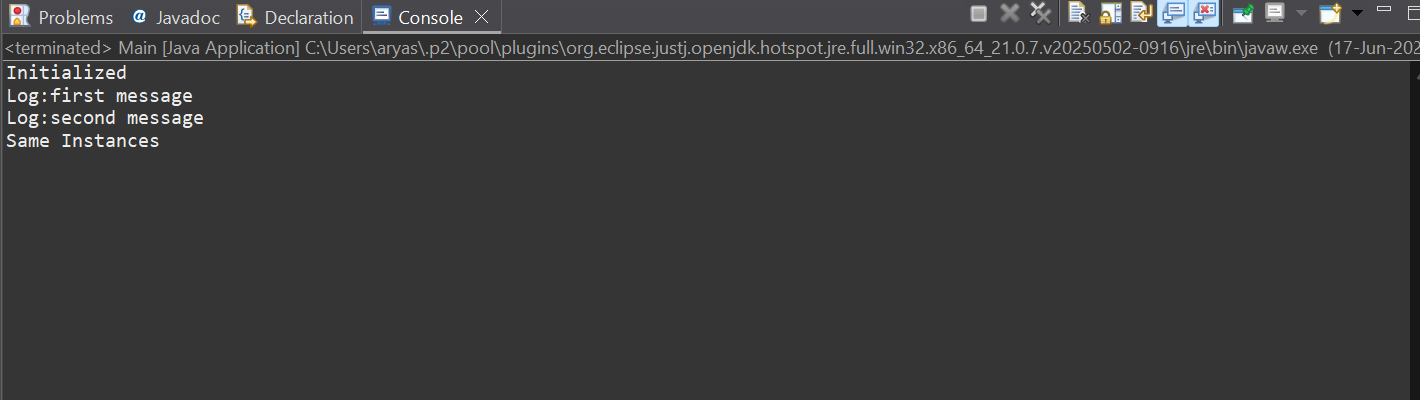 Problems @ Javadoc Declaration Console
<terminated> Main [Java Application] C:\Users\aryas\.p2\pool\plugins\org.eclipse.justj.openjdk.hotspot.jre.full.win32.x86_64_21.0.7.v20250502-0916\jre\bin\javaw.exe (17-Jun-202
Initialized
Log:first message
Log:second message
Same Instances